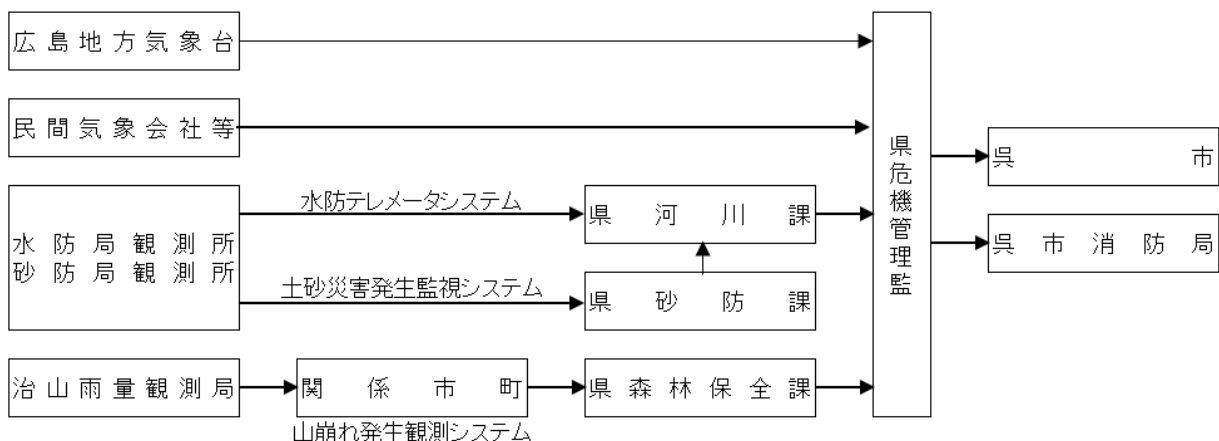 広島地方気象台
民間気象会社等
水防局観測所
砂防局観測所
水防テレメータシステム
土砂災害発生監視システム
県河川課
県砂防課
治山雨量観測局
関係市町
山崩れ発生観測システム
県森林保全課
県危機管理監
呉市
呉市消防局